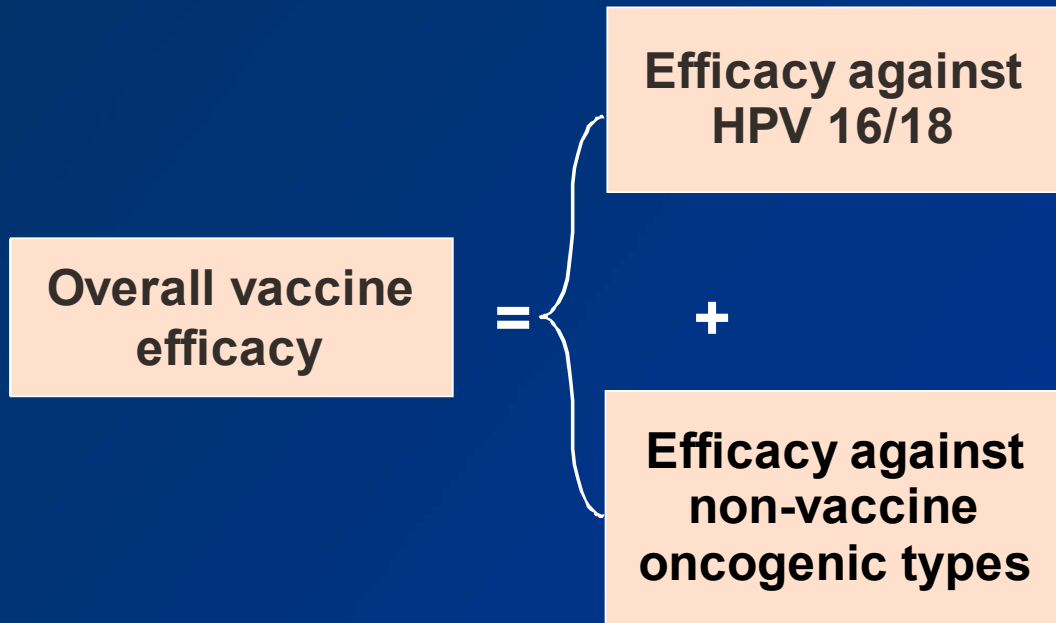 Overall vaccine
efficacy
=
Efficacy against
HPV 16/18
+
Efficacy against
non-vaccine
oncogenic types